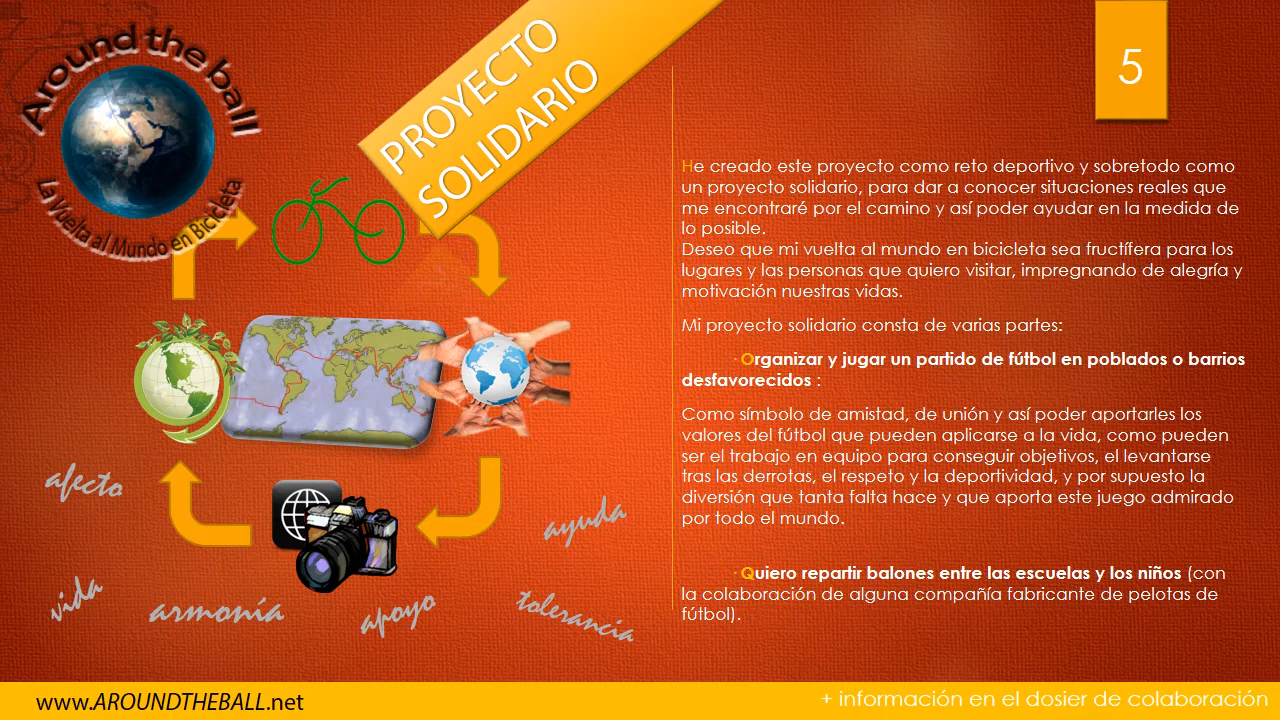 Around the ball
La Vuelta al Mundo en Bicicleta
PROYECTO
SOLIDARIO
5
He creado este proyecto como reto deportivo y sobretodo como
un proyecto solidario, para dar a conocer situaciones reales que
me encontraré por el camino y así poder ayudar en la medida de
lo posible.
Deseo que mi vuelta al mundo en bicicleta sea fructífera para los
lugares y las personas que quiero visitar, impregnando de alegría y
motivación nuestras vidas.
Mi proyecto solidario consta de varias partes:
· Organizar y jugar un partido de fútbol en poblados o barrios
desfavorecidos :
Como símbolo de amistad, de unión y así poder aportarles los
valores del fútbol que pueden aplicarse a la vida, como pueden
ser el trabajo en equipo para conseguir objetivos, el levantarse
tras las derrotas, el respeto y la deportividad, y por supuesto la
diversión que tanta falta hace y que aporta este juego admirado
por todo el mundo.
· Quiero repartir balones entre las escuelas y los niños (con
la colaboración de alguna compañía fabricante de pelotas de
fútbol).
afecto
ayuda
vida
armonía
apoyo
tolerancia
www.AROUNDTHEBALL.net
+ información en el dosier de colaboración